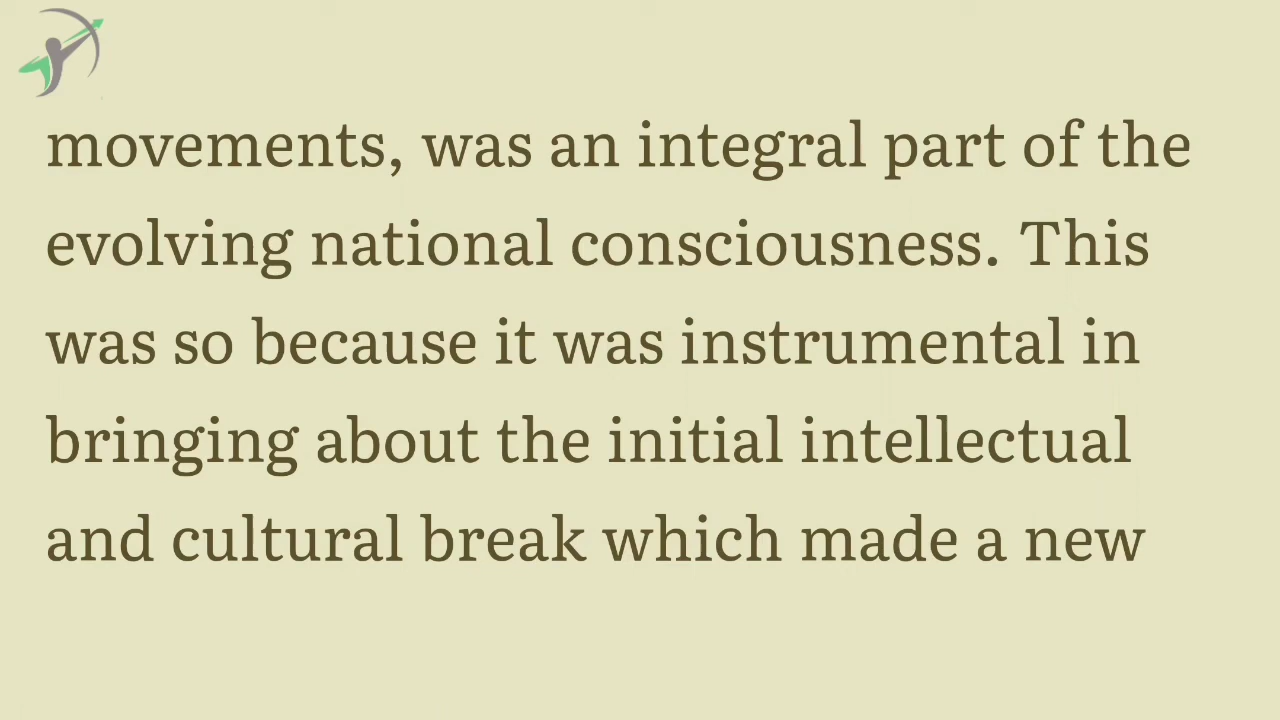 movements, was an integral part of the
evolving national consciousness. This
was so because it was instrumental in
bringing about the initial intellectual
and cultural break which made a new